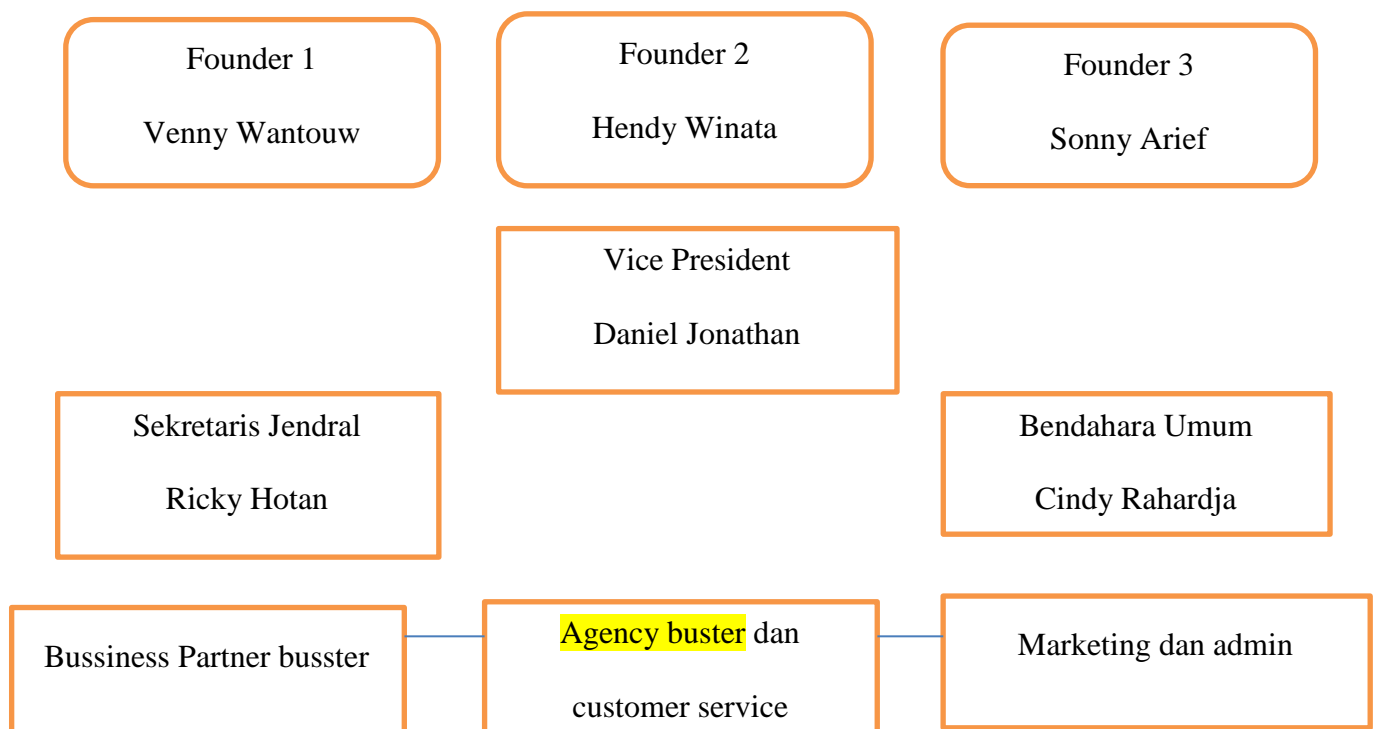 Founder 1
Venny Wantouw
Founder 2
Hendy Winata
Founder 3
Sonny Arief
Vice President
Daniel Jonathan
Sekretaris Jendral
Ricky Hotan
Bendahara Umum
Cindy Rahardja
Bussiness Partner busster
Agency buster dan
customer service
Marketing dan admin